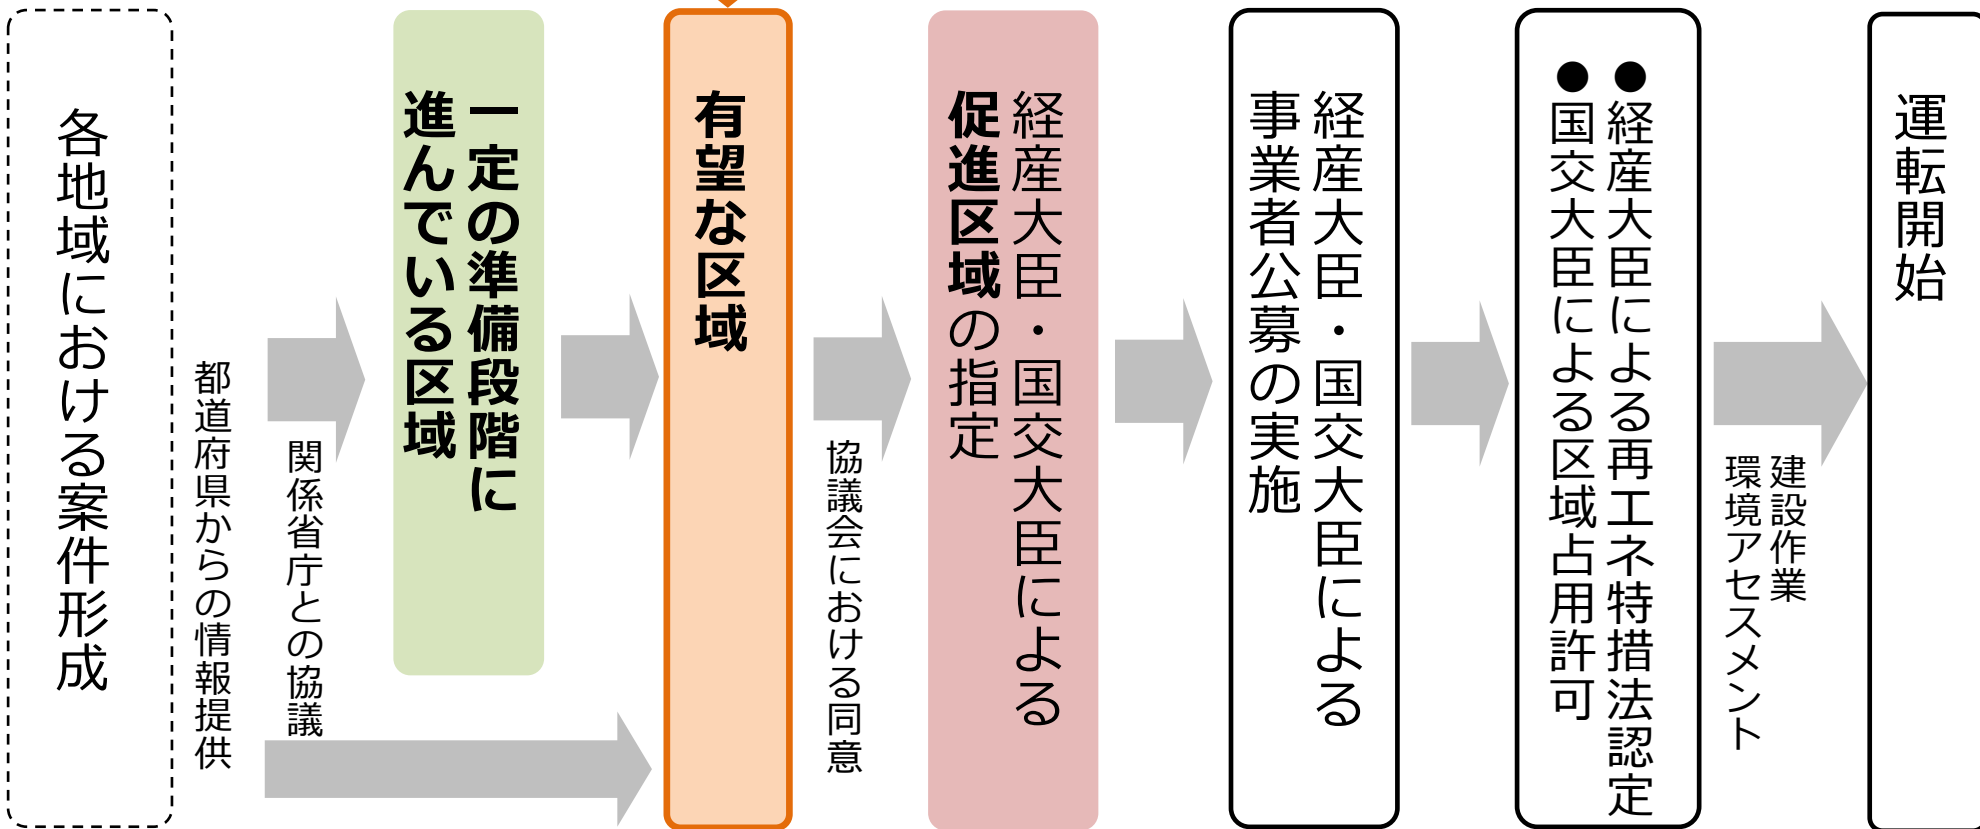 各地域における案件形成
都道府県からの情報提供
関係省庁との協議
一定の準備段階に
進んでいる区域
有望な区域
協議会における同意
経産大臣・国交大臣による
促進区域の指定
経産大臣・国交大臣による
事業者公募の実施
●経産大臣による再エネ特措法認定
●国交大臣による区域占用許可
建設作業
環境アセスメント
運転開始